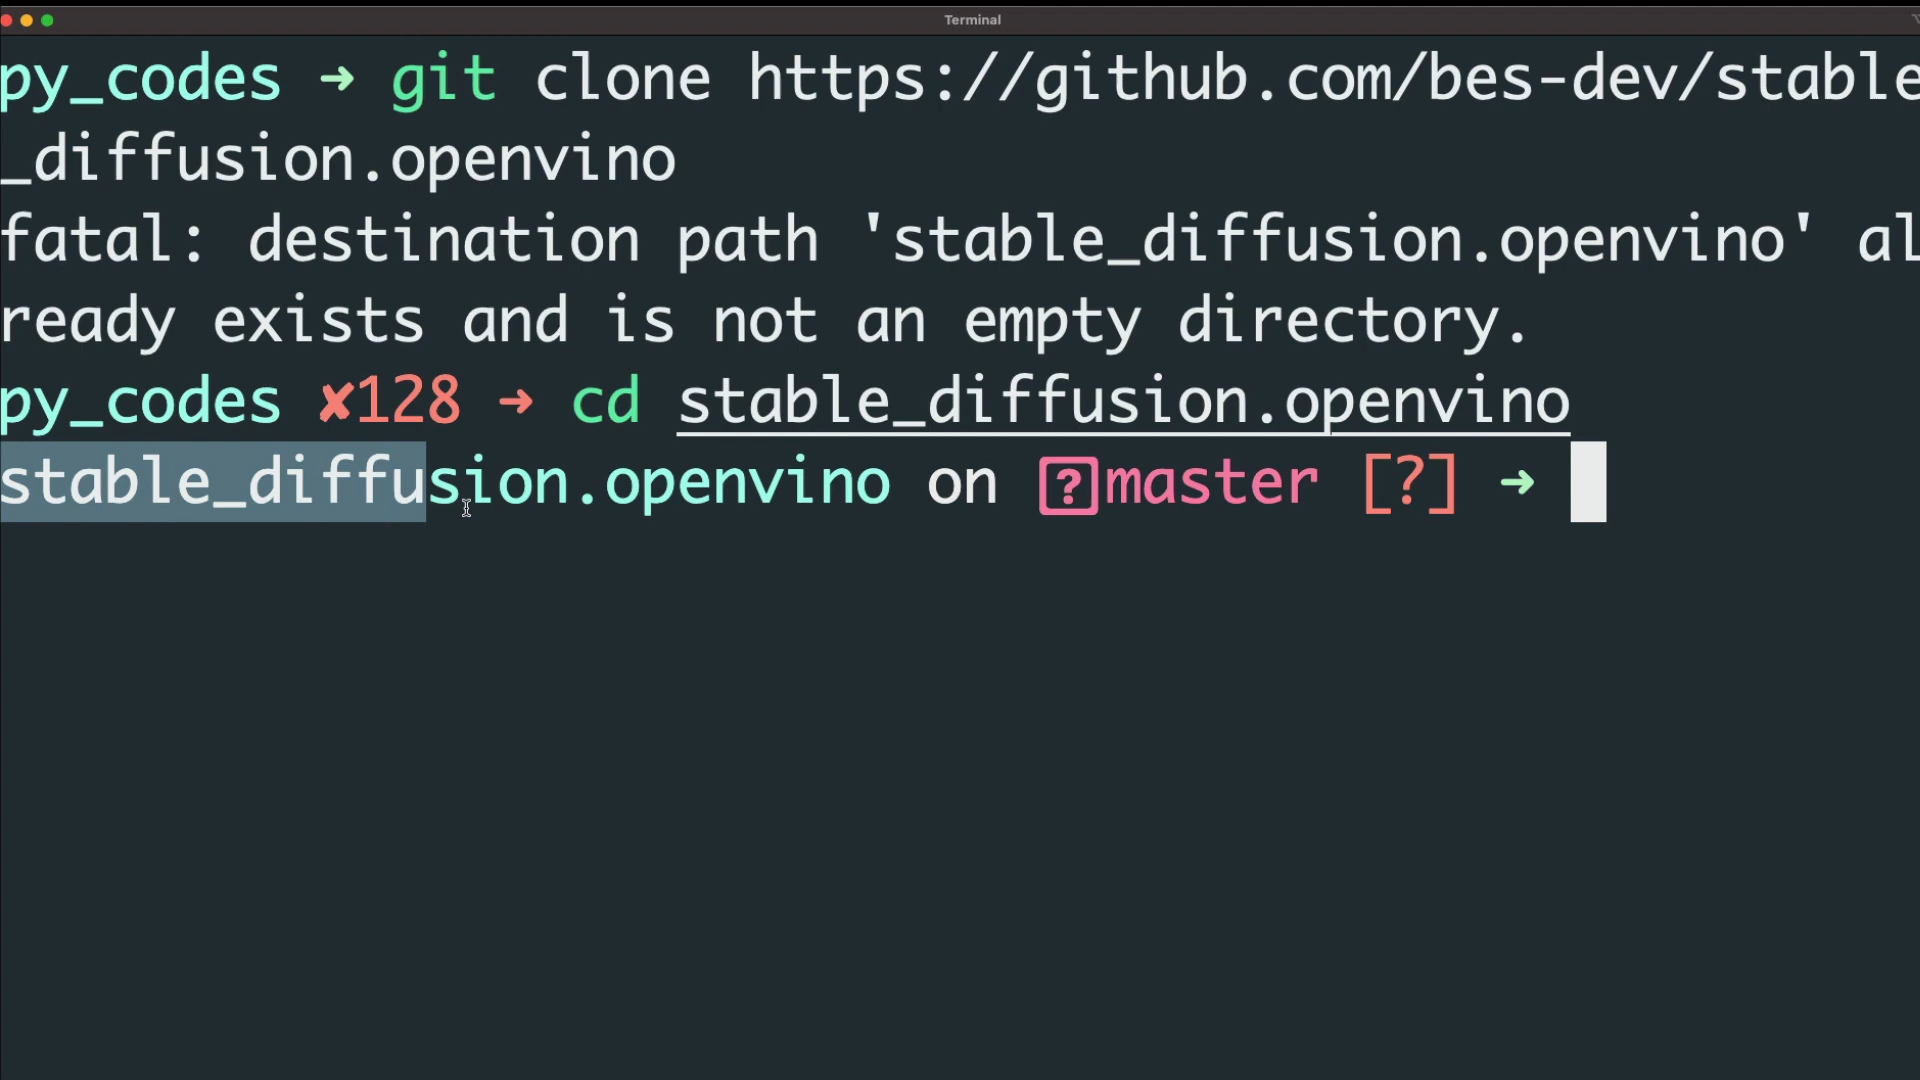 Terminal
py_codes ➜ git clone https://github.com/bes-dev/stable
_diffusion.openvino
fatal: destination path 'stable_diffusion.openvino' al
ready exists and is not an empty directory.
py_codes ✘128 ➜ cd stable_diffusion.openvino
stable_diffusion.openvino on ?master [?] ➜